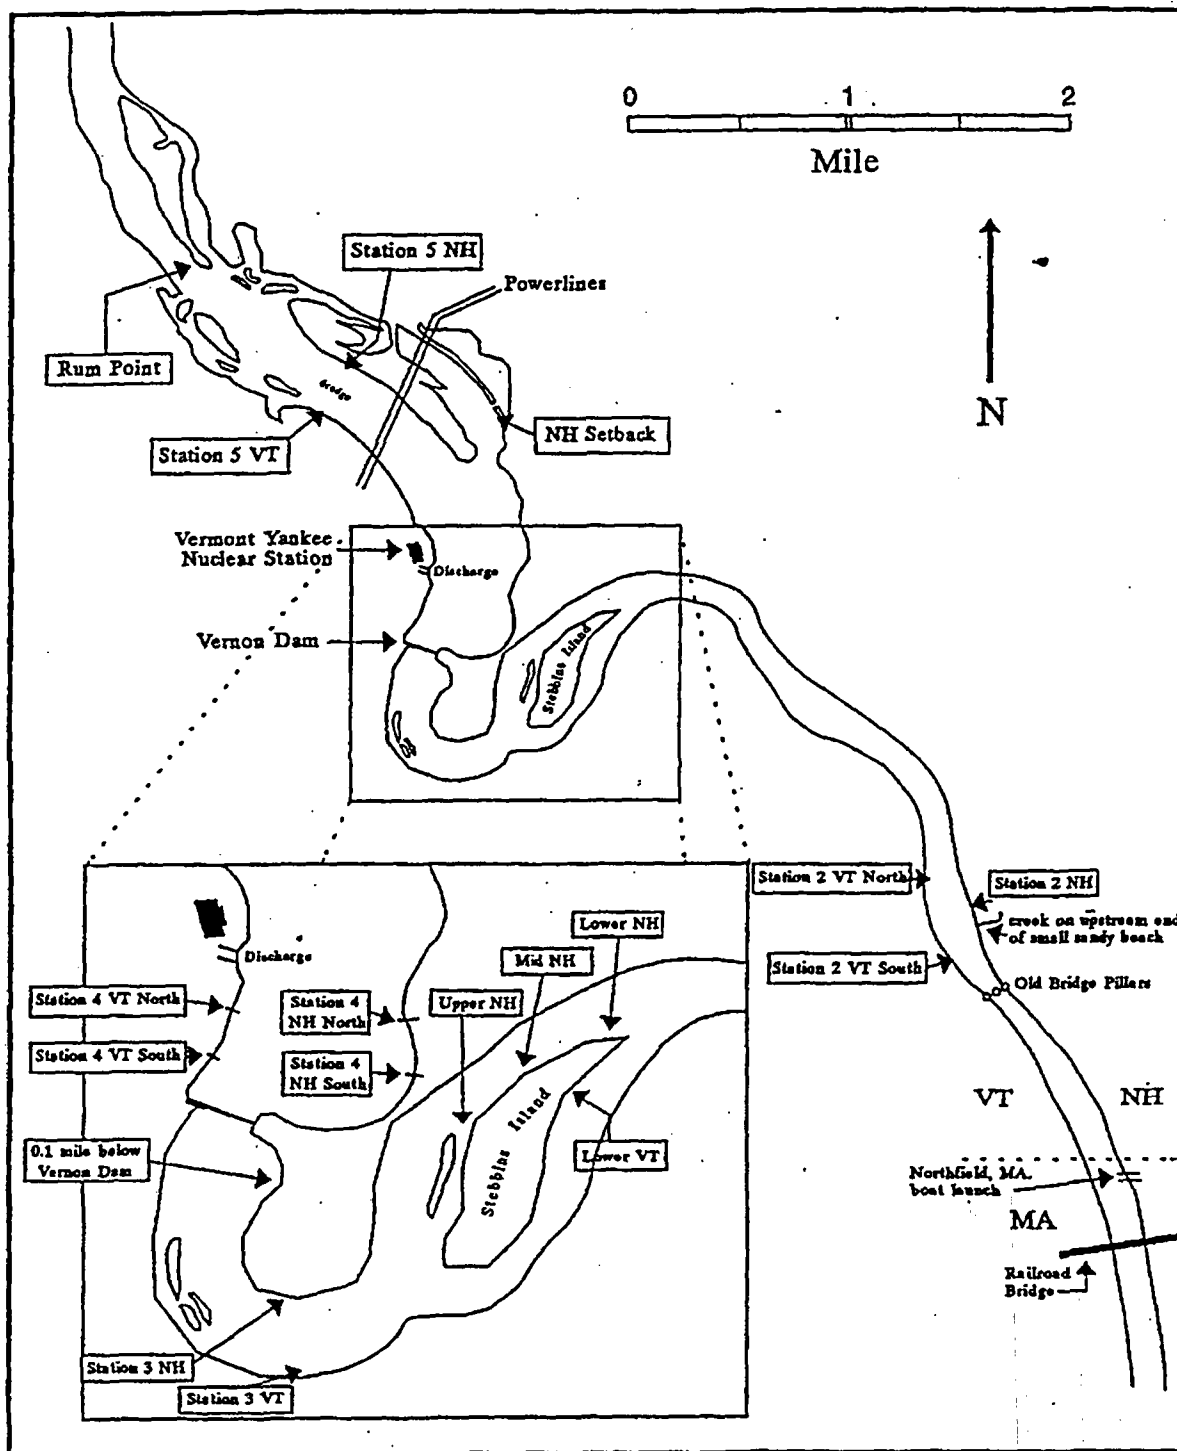 0 1 2
Mile
N
Station 5 NH
Powerlines
Rum Point
NH Setback
Station 5 VT
Vermont Yankee
Nuclear Station
Discharge
Vernon Dam
Stebbins Island
Station 2 VT North
Station 2 NH
creek on upstream end
of small sandy beach
Station 2 VT South
Old Bridge Pillars
VT NH
Northfield, MA.
boat launch
MA
Railroad
Bridge
Discharge
Lower NH
Mid NH
Upper NH
Station 4 VT North
Station 4
NH North
Station 4 VT South
Station 4
NH South
0.1 mile below
Vernon Dam
Stebbins Island
Lower VT
Station 3 NH
Station 3 VT